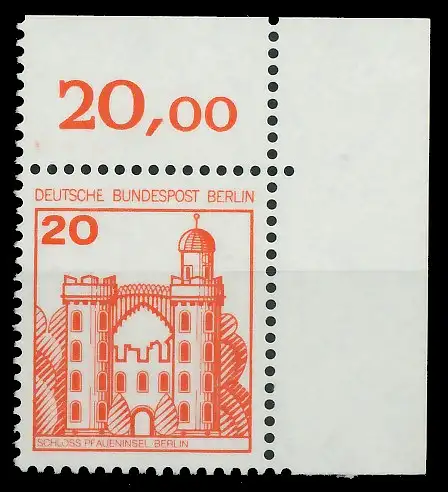 20,00
DEUTSCHE BUNDESPOST BERLIN
20
SCHLOSS PFAUENINSEL, BERLIN